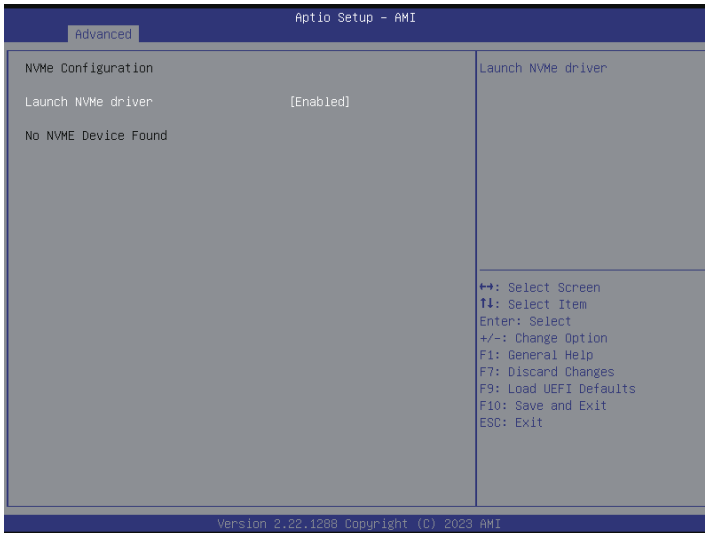 Aptio Setup - AMI
Advanced
NVMe Configuration
Launch NVMe driver [Enabled]
No NVME Device Found
Launch NVMe driver
↔: Select Screen
↑↓: Select Item
Enter: Select
+/-: Change Option
F1: General Help
F7: Discard Changes
F9: Load UEFI Defaults
F10: Save and Exit
ESC: Exit
Version 2.22.1288 Copyright (C) 2023 AMI